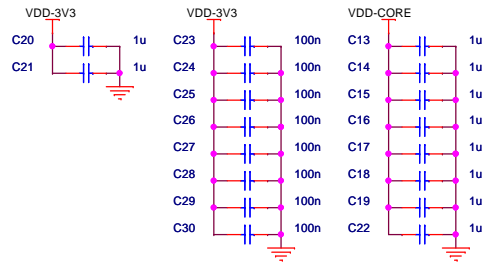 VDD-3V3 VDD-3V3 VDD-CORE
C20 1u C23 100n C13 1u
C21 1u C24 100n C14 1u
C25 100n C15 1u
C26 100n C16 1u
C27 100n C17 1u
C28 100n C18 1u
C29 100n C19 1u
C30 100n C22 1u